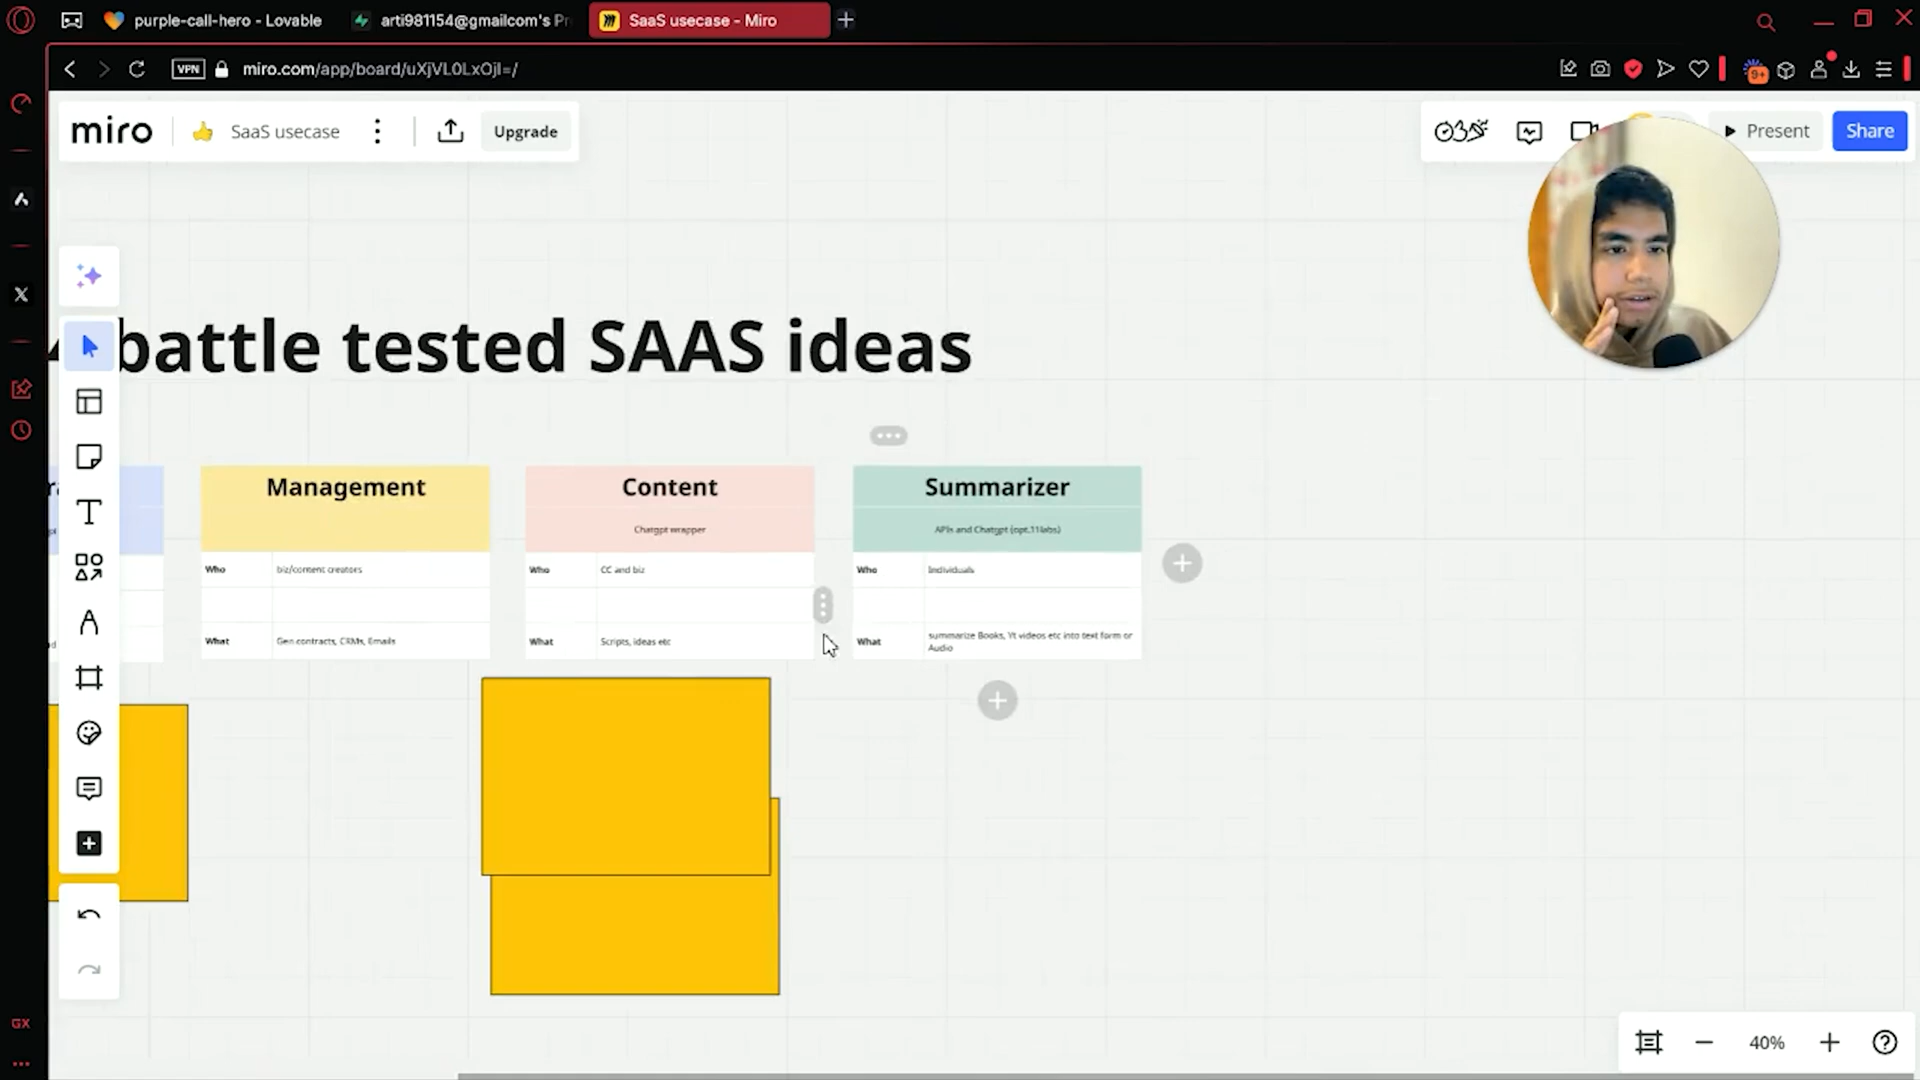 purple-call-hero - Lovable
arti981154@gmailcom's Pr
SaaS usecase - Miro
VPN
miro.com/app/board/uXjVL0LxOjI=/
9+
miro
SaaS usecase
Upgrade
Present
Share
battle tested SAAS ideas
Management
Who
biz/content creators
What
Gen contracts, CRMs, Emails
Content
Chatgpt wrapper
Who
CC and biz
What
Scripts, ideas etc
Summarizer
APIs and Chatgpt (opt.11labs)
Who
Individuals
What
summarize Books, Yt videos etc into text form or
Audio
GX
40%